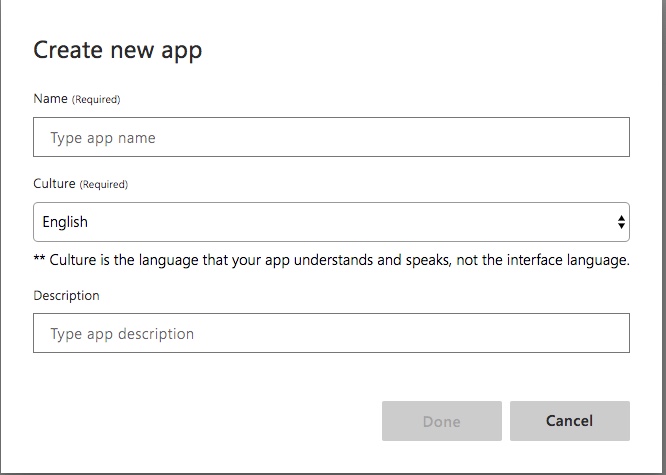 Create new app
Name (Required)
Type app name
Culture (Required)
English
** Culture is the language that your app understands and speaks, not the interface language.
Description
Type app description
Done Cancel